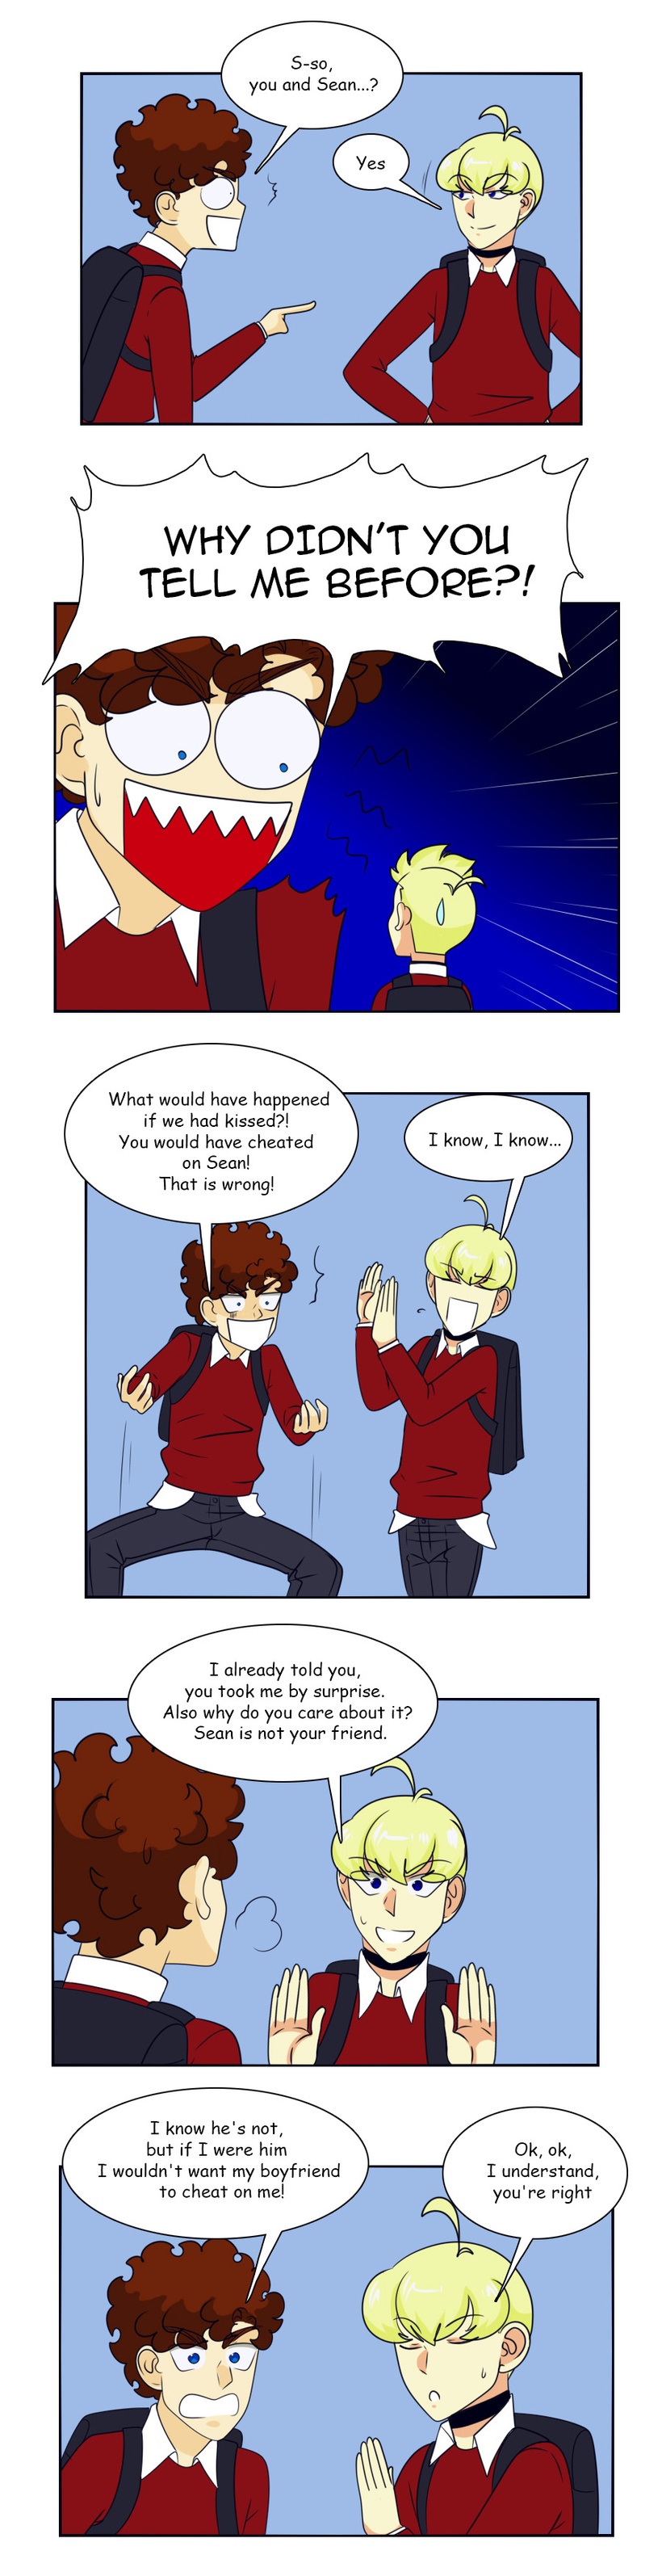 S-so,
you and Sean...?
Yes
WHY DIDN'T YOU
TELL ME BEFORE?!
What would have happened
if we had kissed?!
You would have cheated
on Sean!
That is wrong!
I know, I know...
I already told you,
you took me by surprise.
Also why do you care about it?
Sean is not your friend.
I know he's not,
but if I were him
I wouldn't want my boyfriend
to cheat on me!
Ok, ok,
I understand,
you're right